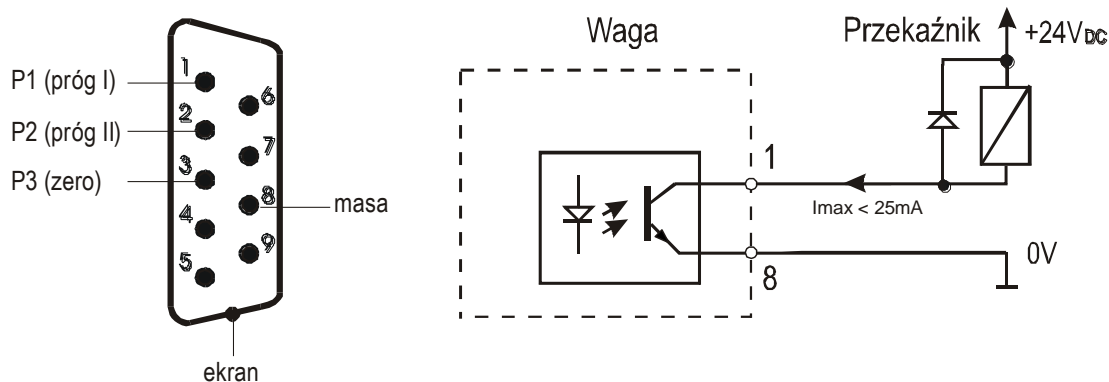 P1 (próg I)
P2 (próg II)
P3 (zero)
1
2
3
4
5
6
7
8
9
masa
ekran
Waga
Przekaźnik
+24VDC
1
Imax < 25mA
8
0V